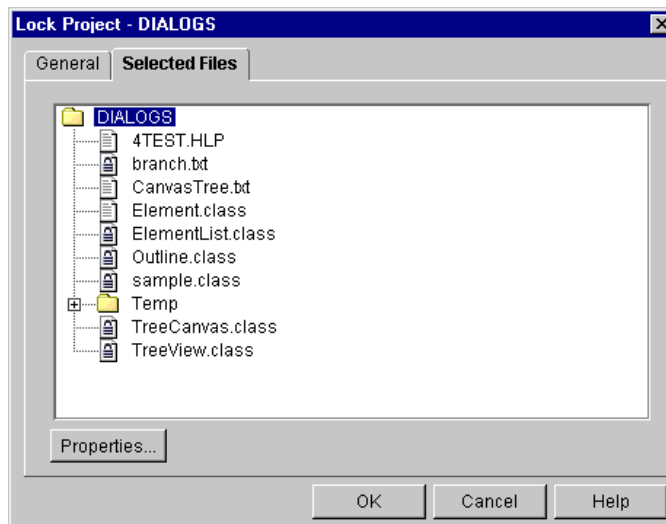 Lock Project - DIALOGS
General
Selected Files
DIALOGS
4TEST.HLP
branch.txt
CanvasTree.txt
Element.class
ElementList.class
Outline.class
sample.class
Temp
TreeCanvas.class
TreeView.class
Properties...
OK
Cancel
Help